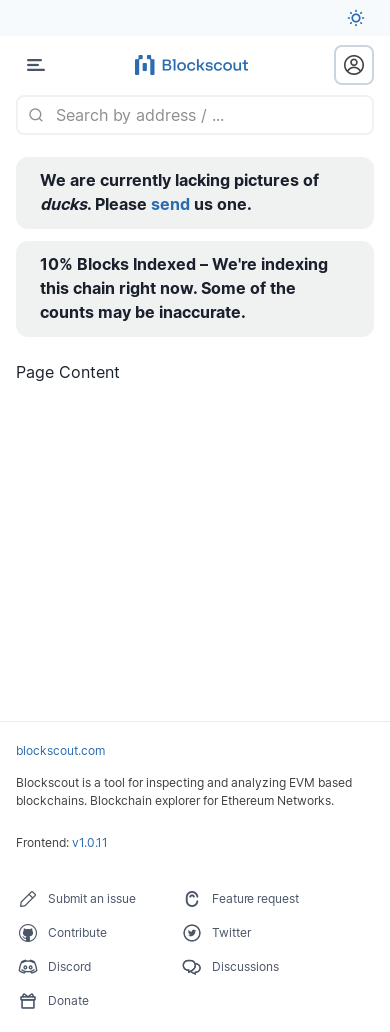 Blockscout
Search by address / ...
We are currently lacking pictures of
ducks. Please send us one.
10% Blocks Indexed – We're indexing
this chain right now. Some of the
counts may be inaccurate.
Page Content
blockscout.com
Blockscout is a tool for inspecting and analyzing EVM based
blockchains. Blockchain explorer for Ethereum Networks.
Frontend: v1.0.11
Submit an issue
Feature request
Contribute
Twitter
Discord
Discussions
Donate